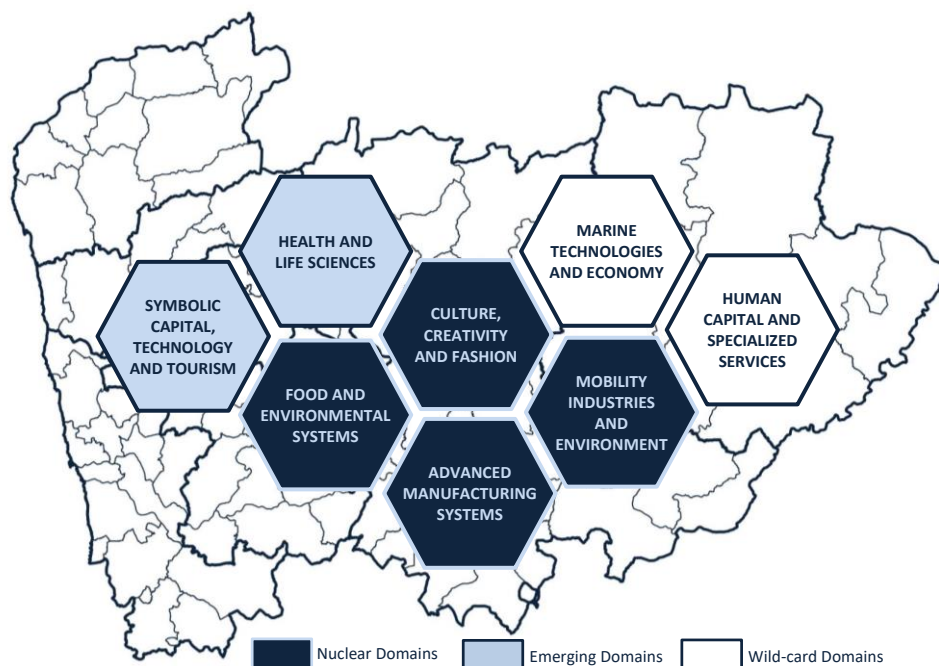 HEALTH AND
LIFE SCIENCES
MARINE
TECHNOLOGIES
AND ECONOMY
SYMBOLIC
CAPITAL,
TECHNOLOGY
AND TOURISM
CULTURE,
CREATIVITY
AND FASHION
HUMAN
CAPITAL AND
SPECIALIZED
SERVICES
FOOD AND
ENVIRONMENTAL
SYSTEMS
MOBILITY
INDUSTRIES
AND
ENVIRONMENT
ADVANCED
MANUFACTURING
SYSTEMS
Nuclear Domains
Emerging Domains
Wild-card Domains